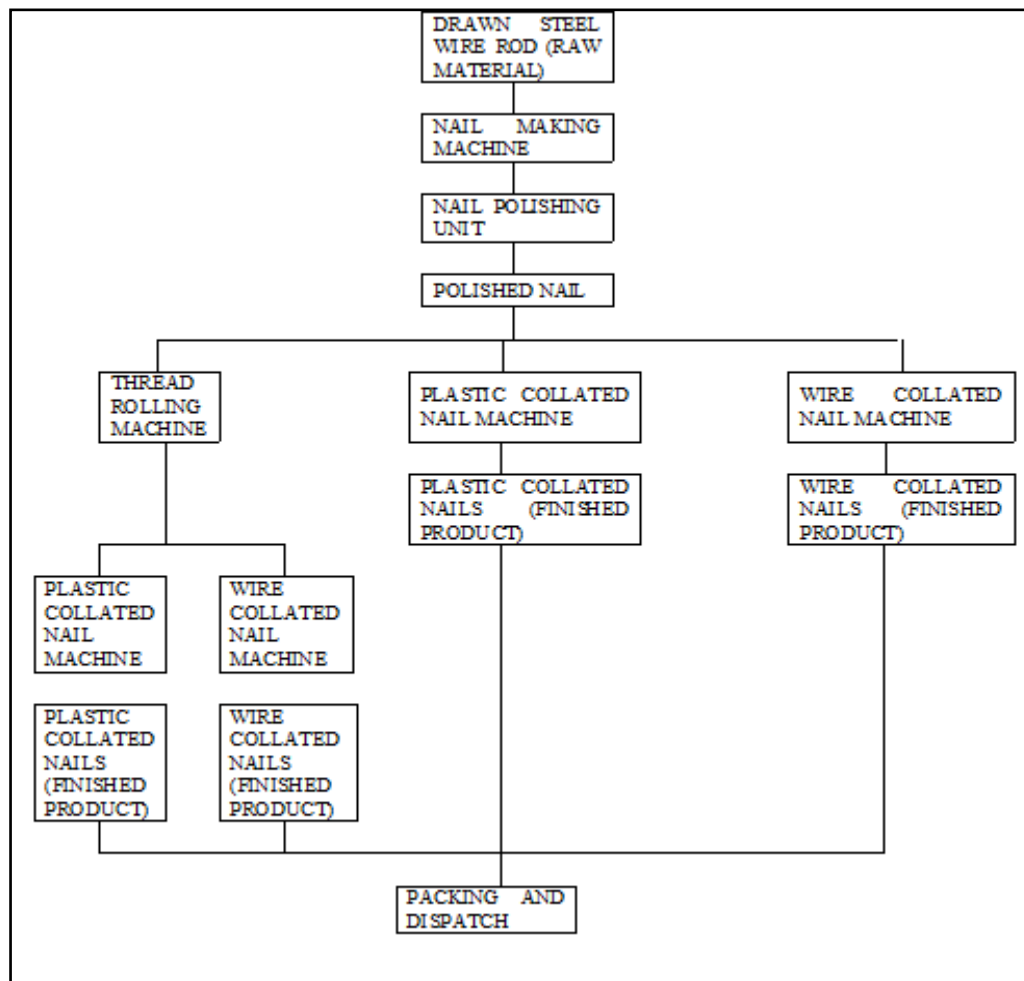 DRAWN STEEL
WIRE ROD (RAW
MATERIAL)
NAIL MAKING
MACHINE
NAIL POLISHING
UNIT
POLISHED NAIL
THREAD
ROLLING
MACHINE
PLASTIC COLLATED
NAIL MACHINE
WIRE COLLATED
NAIL MACHINE
PLASTIC COLLATED
NAILS (FINISHED
PRODUCT)
WIRE COLLATED
NAILS (FINISHED
PRODUCT)
PLASTIC
COLLATED
NAIL
MACHINE
WIRE
COLLATED
NAIL
MACHINE
PLASTIC
COLLATED
NAILS
(FINISHED
PRODUCT)
WIRE
COLLATED
NAILS
(FINISHED
PRODUCT)
PACKING AND
DISPATCH